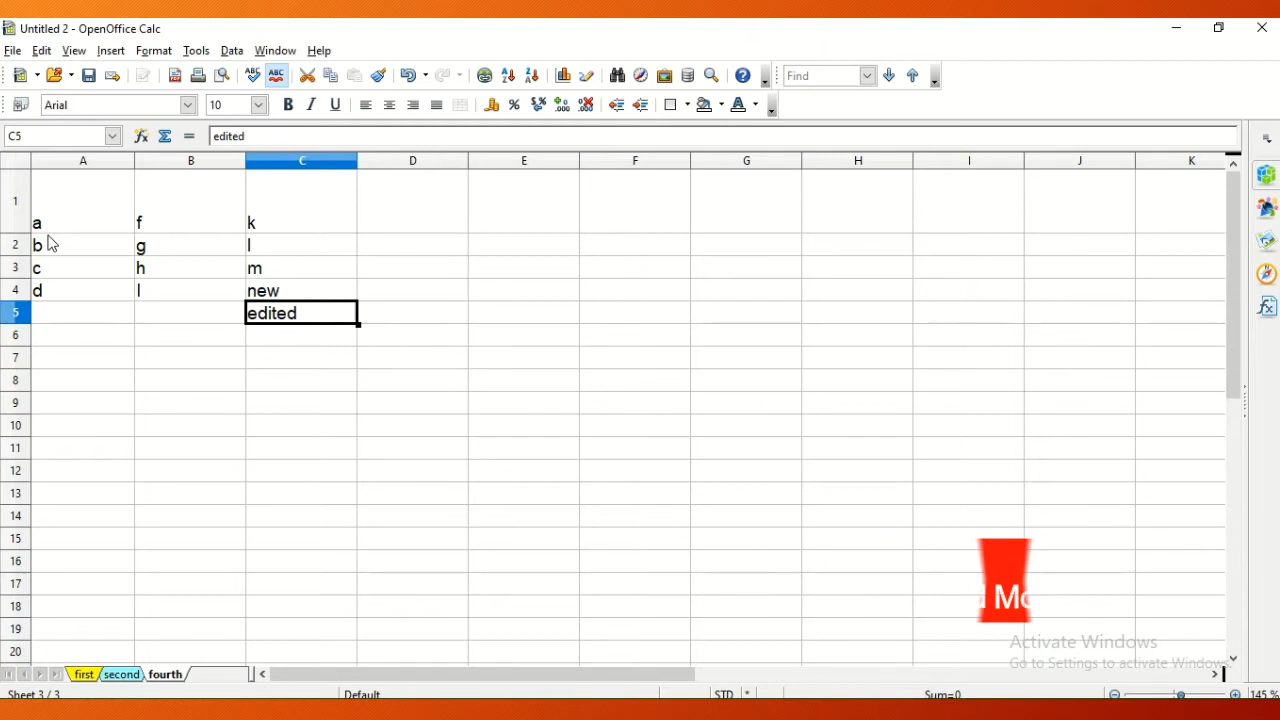 Untitled 2 - OpenOffice Calc
File Edit View Insert Format Tools Data Window Help
Find
Arial 10
C5 edited
A B C D E F G H I J K
1 a f k
2 b g l
3 c h m
4 d l new
5 edited
6
7
8
9
10
11
12
13
14
15
16
17
18
19
20
Activate Windows
Go to Settings to activate Windows.
first second fourth
Sheet 3 / 3 Default STD * Sum=0 145 %